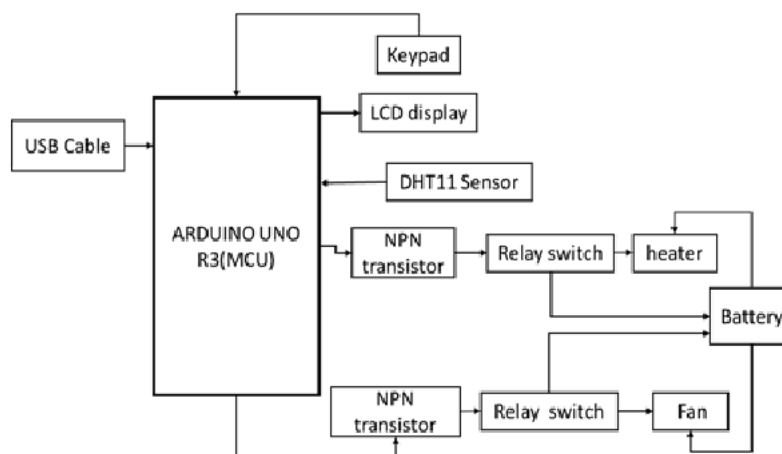 Keypad
LCD display
USB Cable
DHT11 Sensor
ARDUINO UNO
R3(MCU)
NPN
transistor
Relay switch
heater
Battery
NPN
transistor
Relay switch
Fan